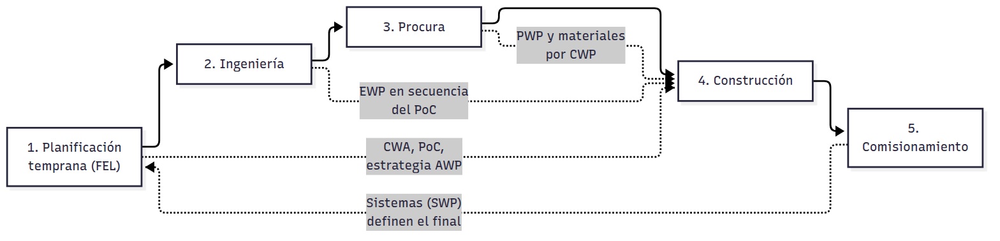 1. Planificación
temprana (FEL)
2. Ingeniería
3. Procura
PWP y materiales
por CWP
EWP en secuencia
del PoC
CWA, PoC,
estrategia AWP
Sistemas (SWP)
definen el final
4. Construcción
5.
Comisionamiento